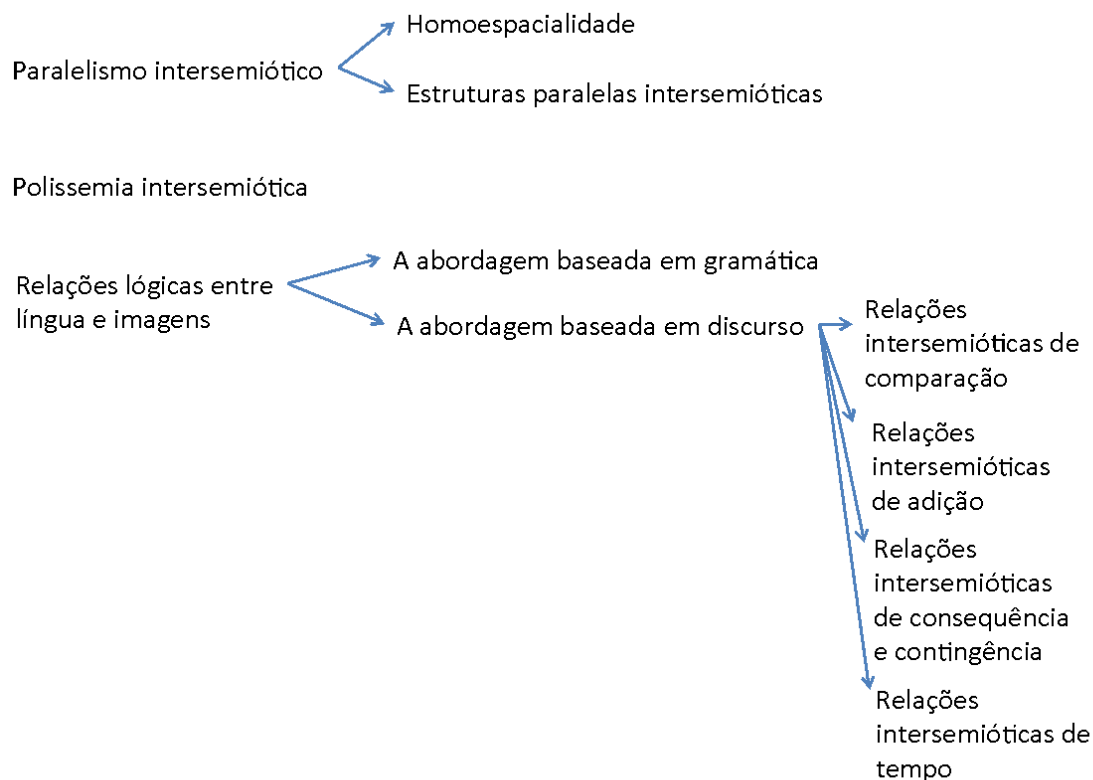 Homoespacialidade
Paralelismo intersemiótico
Estruturas paralelas intersemióticas
Polissemia intersemiótica
A abordagem baseada em gramática
Relações lógicas entre
língua e imagens
A abordagem baseada em discurso
Relações
intersemióticas de
comparação
Relações
intersemióticas
de adição
Relações
intersemióticas
de consequência
e contingência
Relações
intersemióticas de
tempo